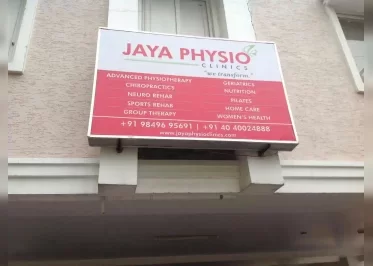 JAYA PHYSIO
CLINICS
"we transform"
ADVANCED PHYSIOTHERAPY
CHIROPRACTICY
NEURO REHAB
SPORTS REHAB
GROUP THERAPY
GERIATRICS
NUTRITION
PILATES
HOME CARE
WOMEN'S HEALTH
+91 98496 95691 | +91 40 40024888
www.jayaphysioclinics.com